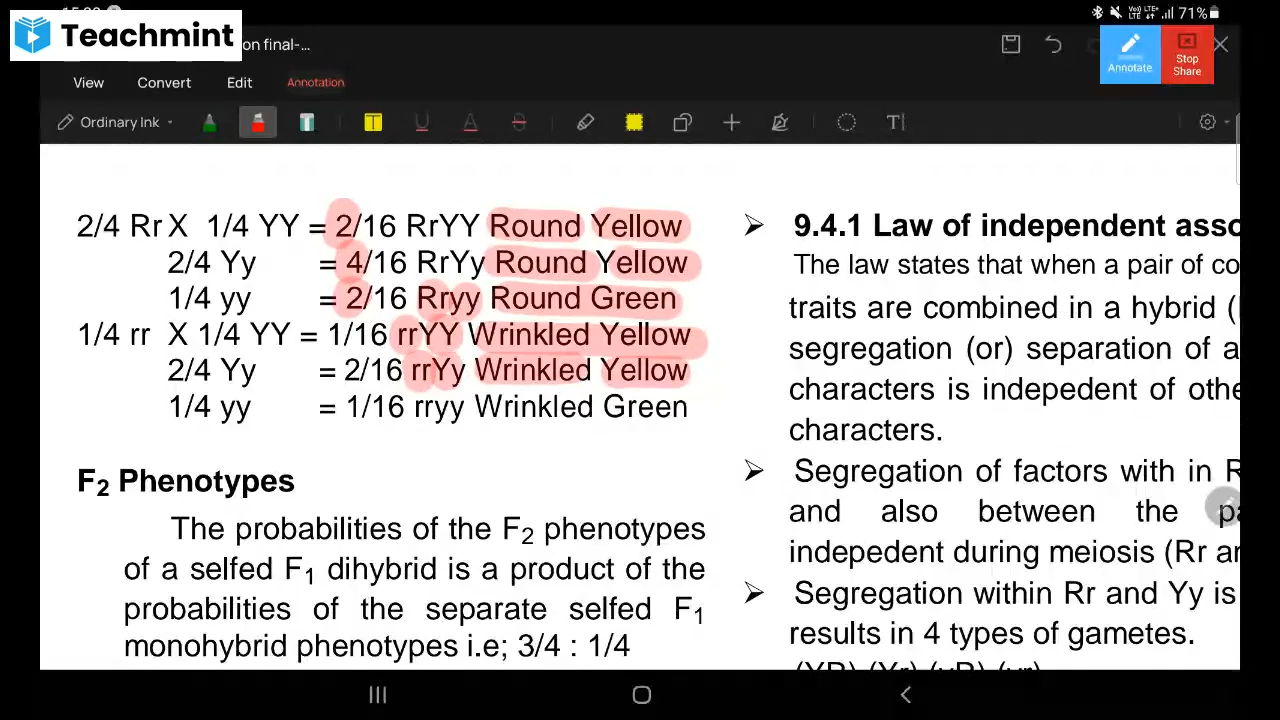 Teachmint
on final-...
71%
Annotate
Stop
Share
View Convert Edit Annotation
Ordinary Ink
2/4 Rr X 1/4 YY = 2/16 RrYY Round Yellow
2/4 Yy = 4/16 RrYy Round Yellow
1/4 yy = 2/16 Rryy Round Green
1/4 rr X 1/4 YY = 1/16 rrYY Wrinkled Yellow
2/4 Yy = 2/16 rrYy Wrinkled Yellow
1/4 yy = 1/16 rryy Wrinkled Green
F2 Phenotypes
The probabilities of the F2 phenotypes
of a selfed F1 dihybrid is a product of the
probabilities of the separate selfed F1
monohybrid phenotypes i.e; 3/4 : 1/4
➢ 9.4.1 Law of independent asso
The law states that when a pair of co
traits are combined in a hybrid (
segregation (or) separation of a
characters is indepedent of othe
characters.
➢ Segregation of factors with in R
and also between the pa
indepedent during meiosis (Rr ar
➢ Segregation within Rr and Yy is
results in 4 types of gametes.